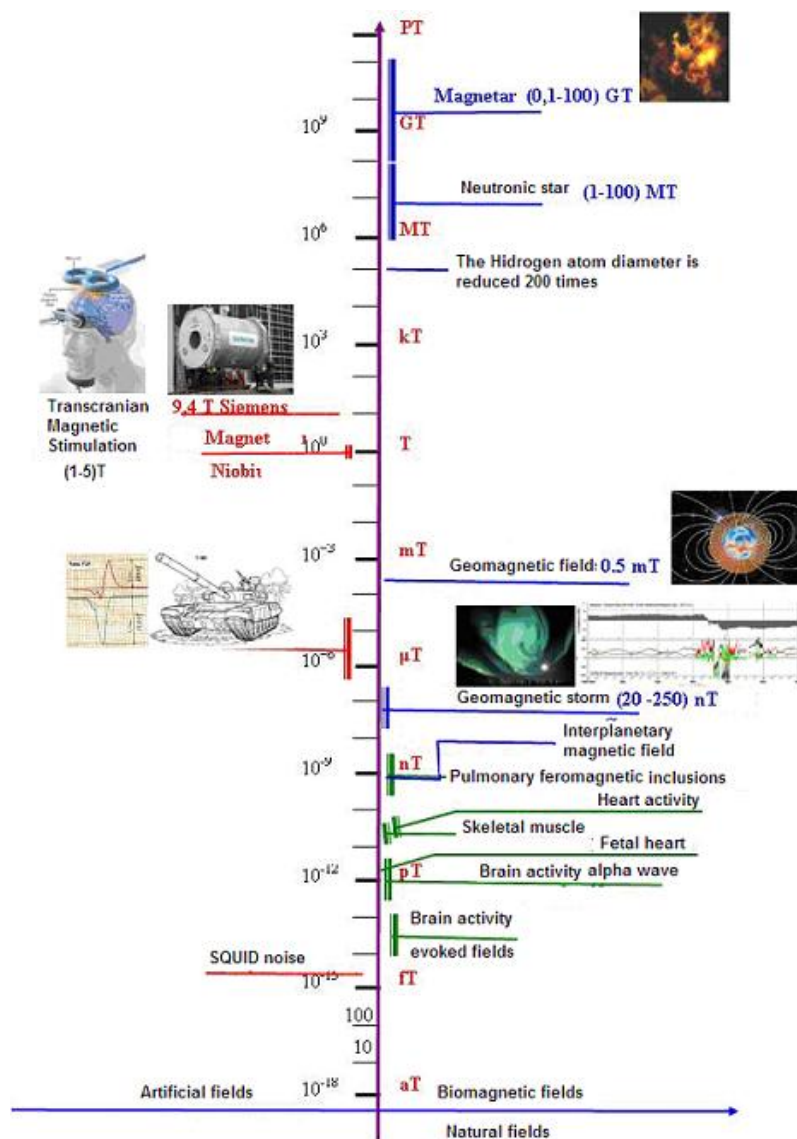 PT
Magnetar (0,1-100) GT
10⁹
GT
Neutronic star (1-100) MT
MT
10⁶
The Hidrogen atom diameter is
reduced 200 times
10³
kT
Transcranian
Magnetic
Stimulation
(1-5)T
9,4 T Siemens
Magnet
10⁰
T
10⁻³
mT
Geomagnetic field: 0.5 mT
μT
Geomagnetic storm (20 -250) nT
Interplanetary
magnetic field
10⁻⁹
nT
Pulmonary feromagnetic inclusions
Heart activity
Skeletal muscle
Fetal heart
10⁻¹²
pT
Brain activity alpha wave
Brain activity
evoked fields
SQUID noise
10⁻¹⁵
fT
100
10
10⁻¹⁸
aT
Artificial fields
Biomagnetic fields
Natural fields